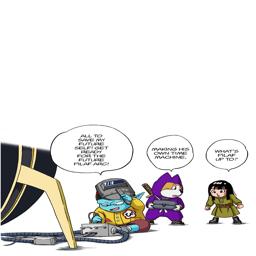 ALL TO
SAVE MY
FUTURE
SELF! GET
READY
FOR THE
FUTURE
PILAF ARC!
MAKING HIS
OWN TIME
MACHINE.
WHAT'S
PILAF
UP TO?